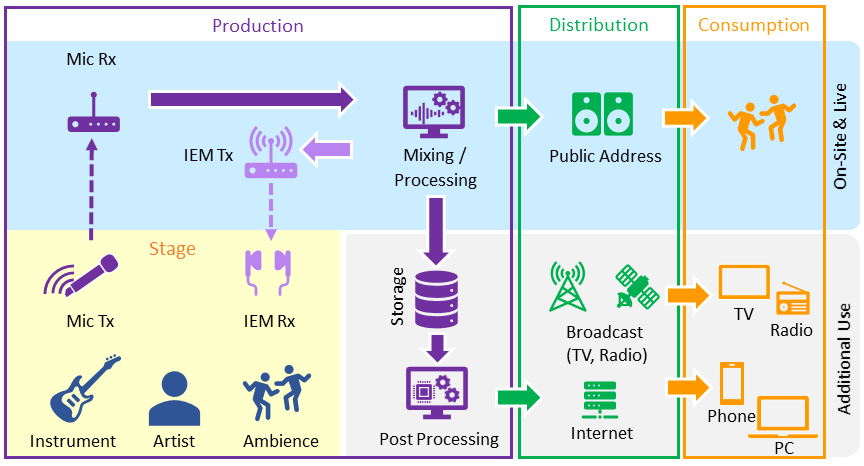 Production
Distribution
Consumption
Mic Rx
IEM Tx
Mixing /
Processing
Public Address
On-Site & Live
Stage
Mic Tx
IEM Rx
Storage
Broadcast
(TV, Radio)
TV
Radio
Additional Use
Instrument
Artist
Ambience
Post Processing
Internet
Phone
PC